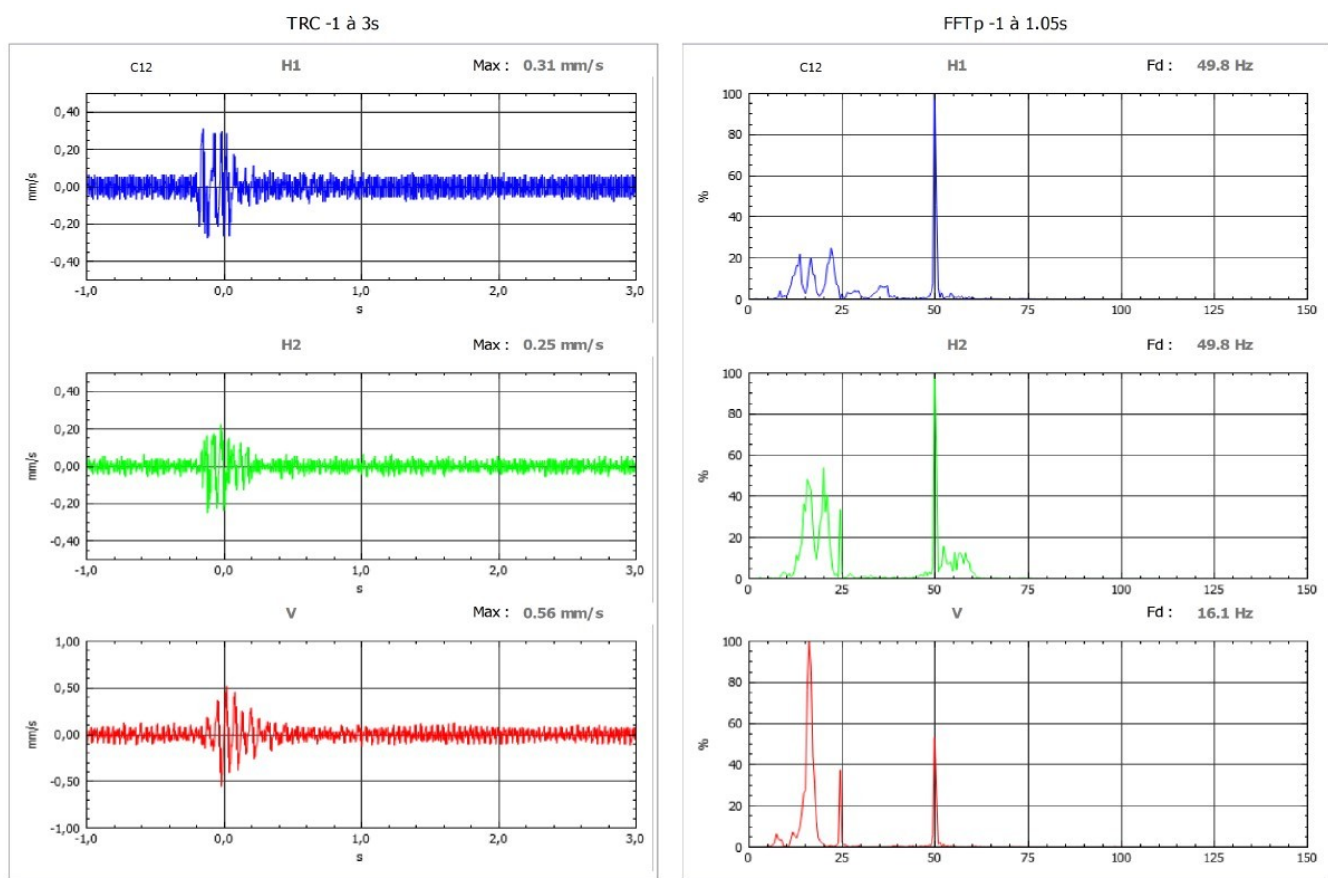 TRC -1 à 3s
C12 H1 Max : 0.31 mm/s
0,40
0,20
0,00
-0,20
-0,40
mm/s
-1,0 0,0 1,0 2,0 3,0
s
H2 Max : 0.25 mm/s
0,40
0,20
0,00
-0,20
-0,40
mm/s
-1,0 0,0 1,0 2,0 3,0
s
V Max : 0.56 mm/s
1,00
0,50
0,00
-0,50
-1,00
mm/s
-1,0 0,0 1,0 2,0 3,0
s
FFTp -1 à 1.05s
C12 H1 Fd : 49.8 Hz
100
80
60
40
20
0
%
0 25 50 75 100 125 150
H2 Fd : 49.8 Hz
100
80
60
40
20
0
%
0 25 50 75 100 125 150
V Fd : 16.1 Hz
100
80
60
40
20
0
%
0 25 50 75 100 125 150